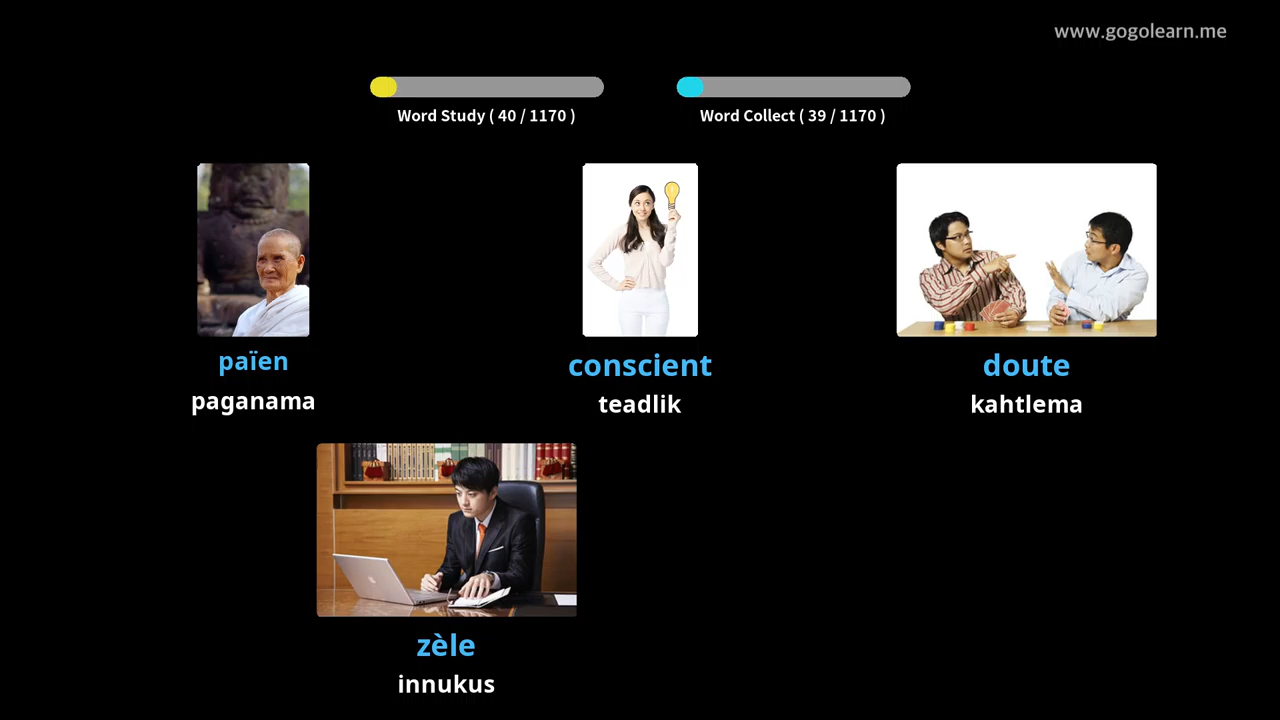 www.gogolearn.me
Word Study ( 40 / 1170 )
Word Collect ( 39 / 1170 )
païen
paganama
conscient
teadlik
doute
kahtlema
zèle
innukus